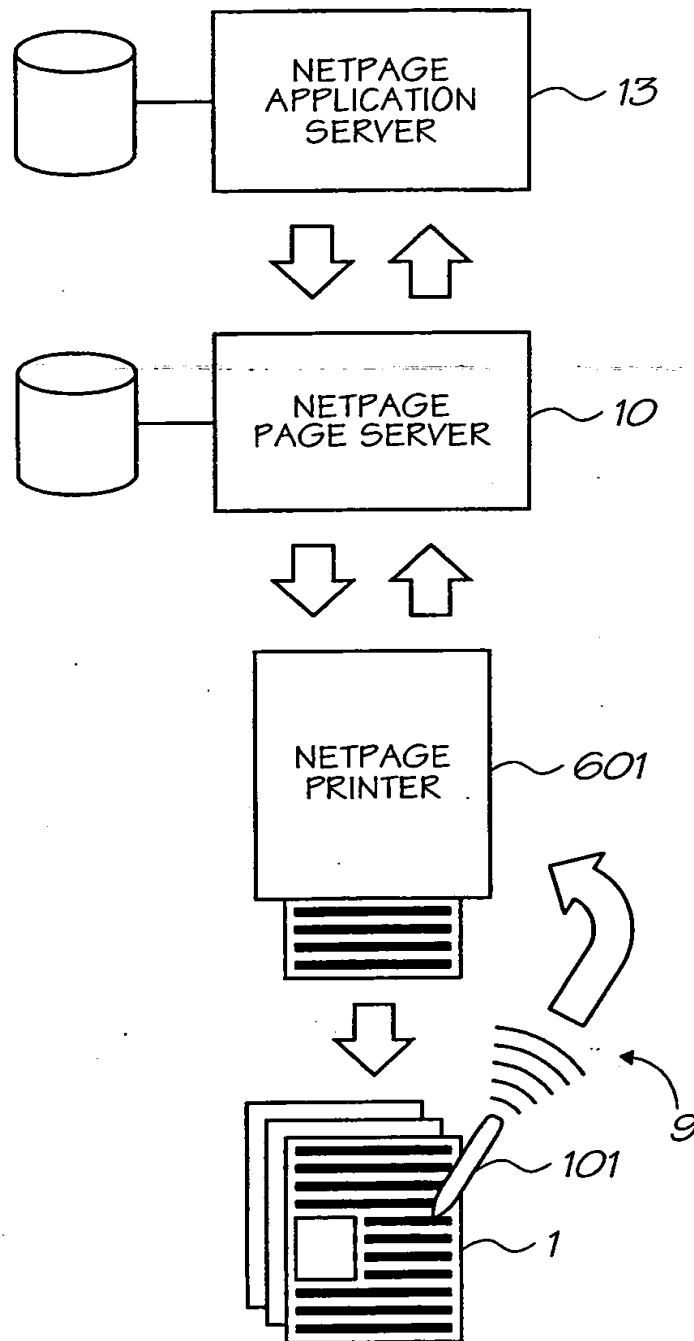 NETPAGE
APPLICATION
SERVER
13
NETPAGE
PAGE SERVER
10
NETPAGE
PRINTER
601
9
101
1